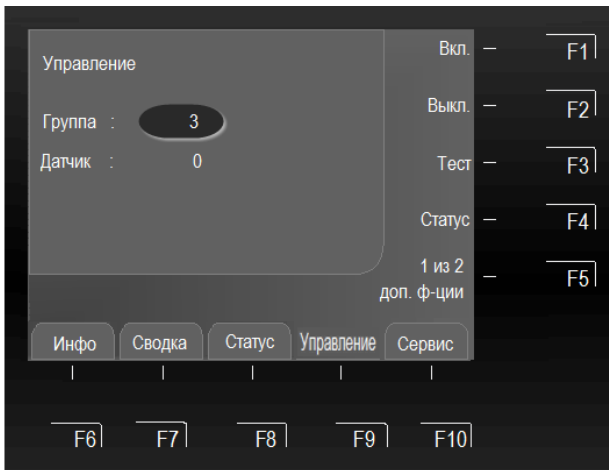 Управление
Группа : 3
Датчик : 0
Вкл. – F1
Выкл. – F2
Тест – F3
Статус – F4
1 из 2
доп. ф-ции – F5
Инфо Сводка Статус Управление Сервис
F6 F7 F8 F9 F10